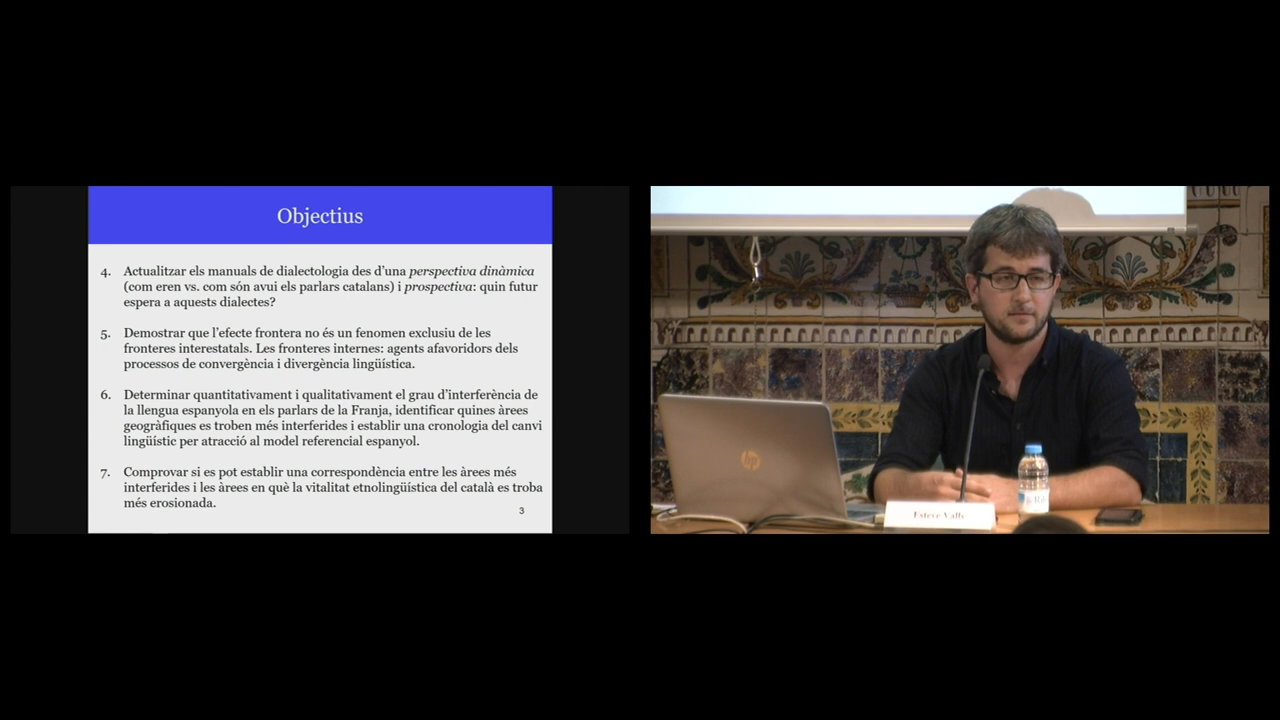 Objectius
4. Actualitzar els manuals de dialectologia des d'una perspectiva dinàmica
(com eren vs. com són avui els parlars catalans) i prospectiva: quin futur
espera a aquests dialectes?
5. Demostrar que l'efecte frontera no és un fenomen exclusiu de les
fronteres interestatals. Les fronteres internes: agents afavoridors dels
processos de convergència i divergència lingüística.
6. Determinar quantitativament i qualitativament el grau d'interferència de
la llengua espanyola en els parlars de la Franja, identificar quines àrees
geogràfiques es troben més interferides i establir una cronologia del canvi
lingüístic per atracció al model referencial espanyol.
7. Comprovar si es pot establir una correspondència entre les àrees més
interferides i les àrees en què la vitalitat etnolingüística del català es troba
més erosionada.
3
hp
Esteve Valls